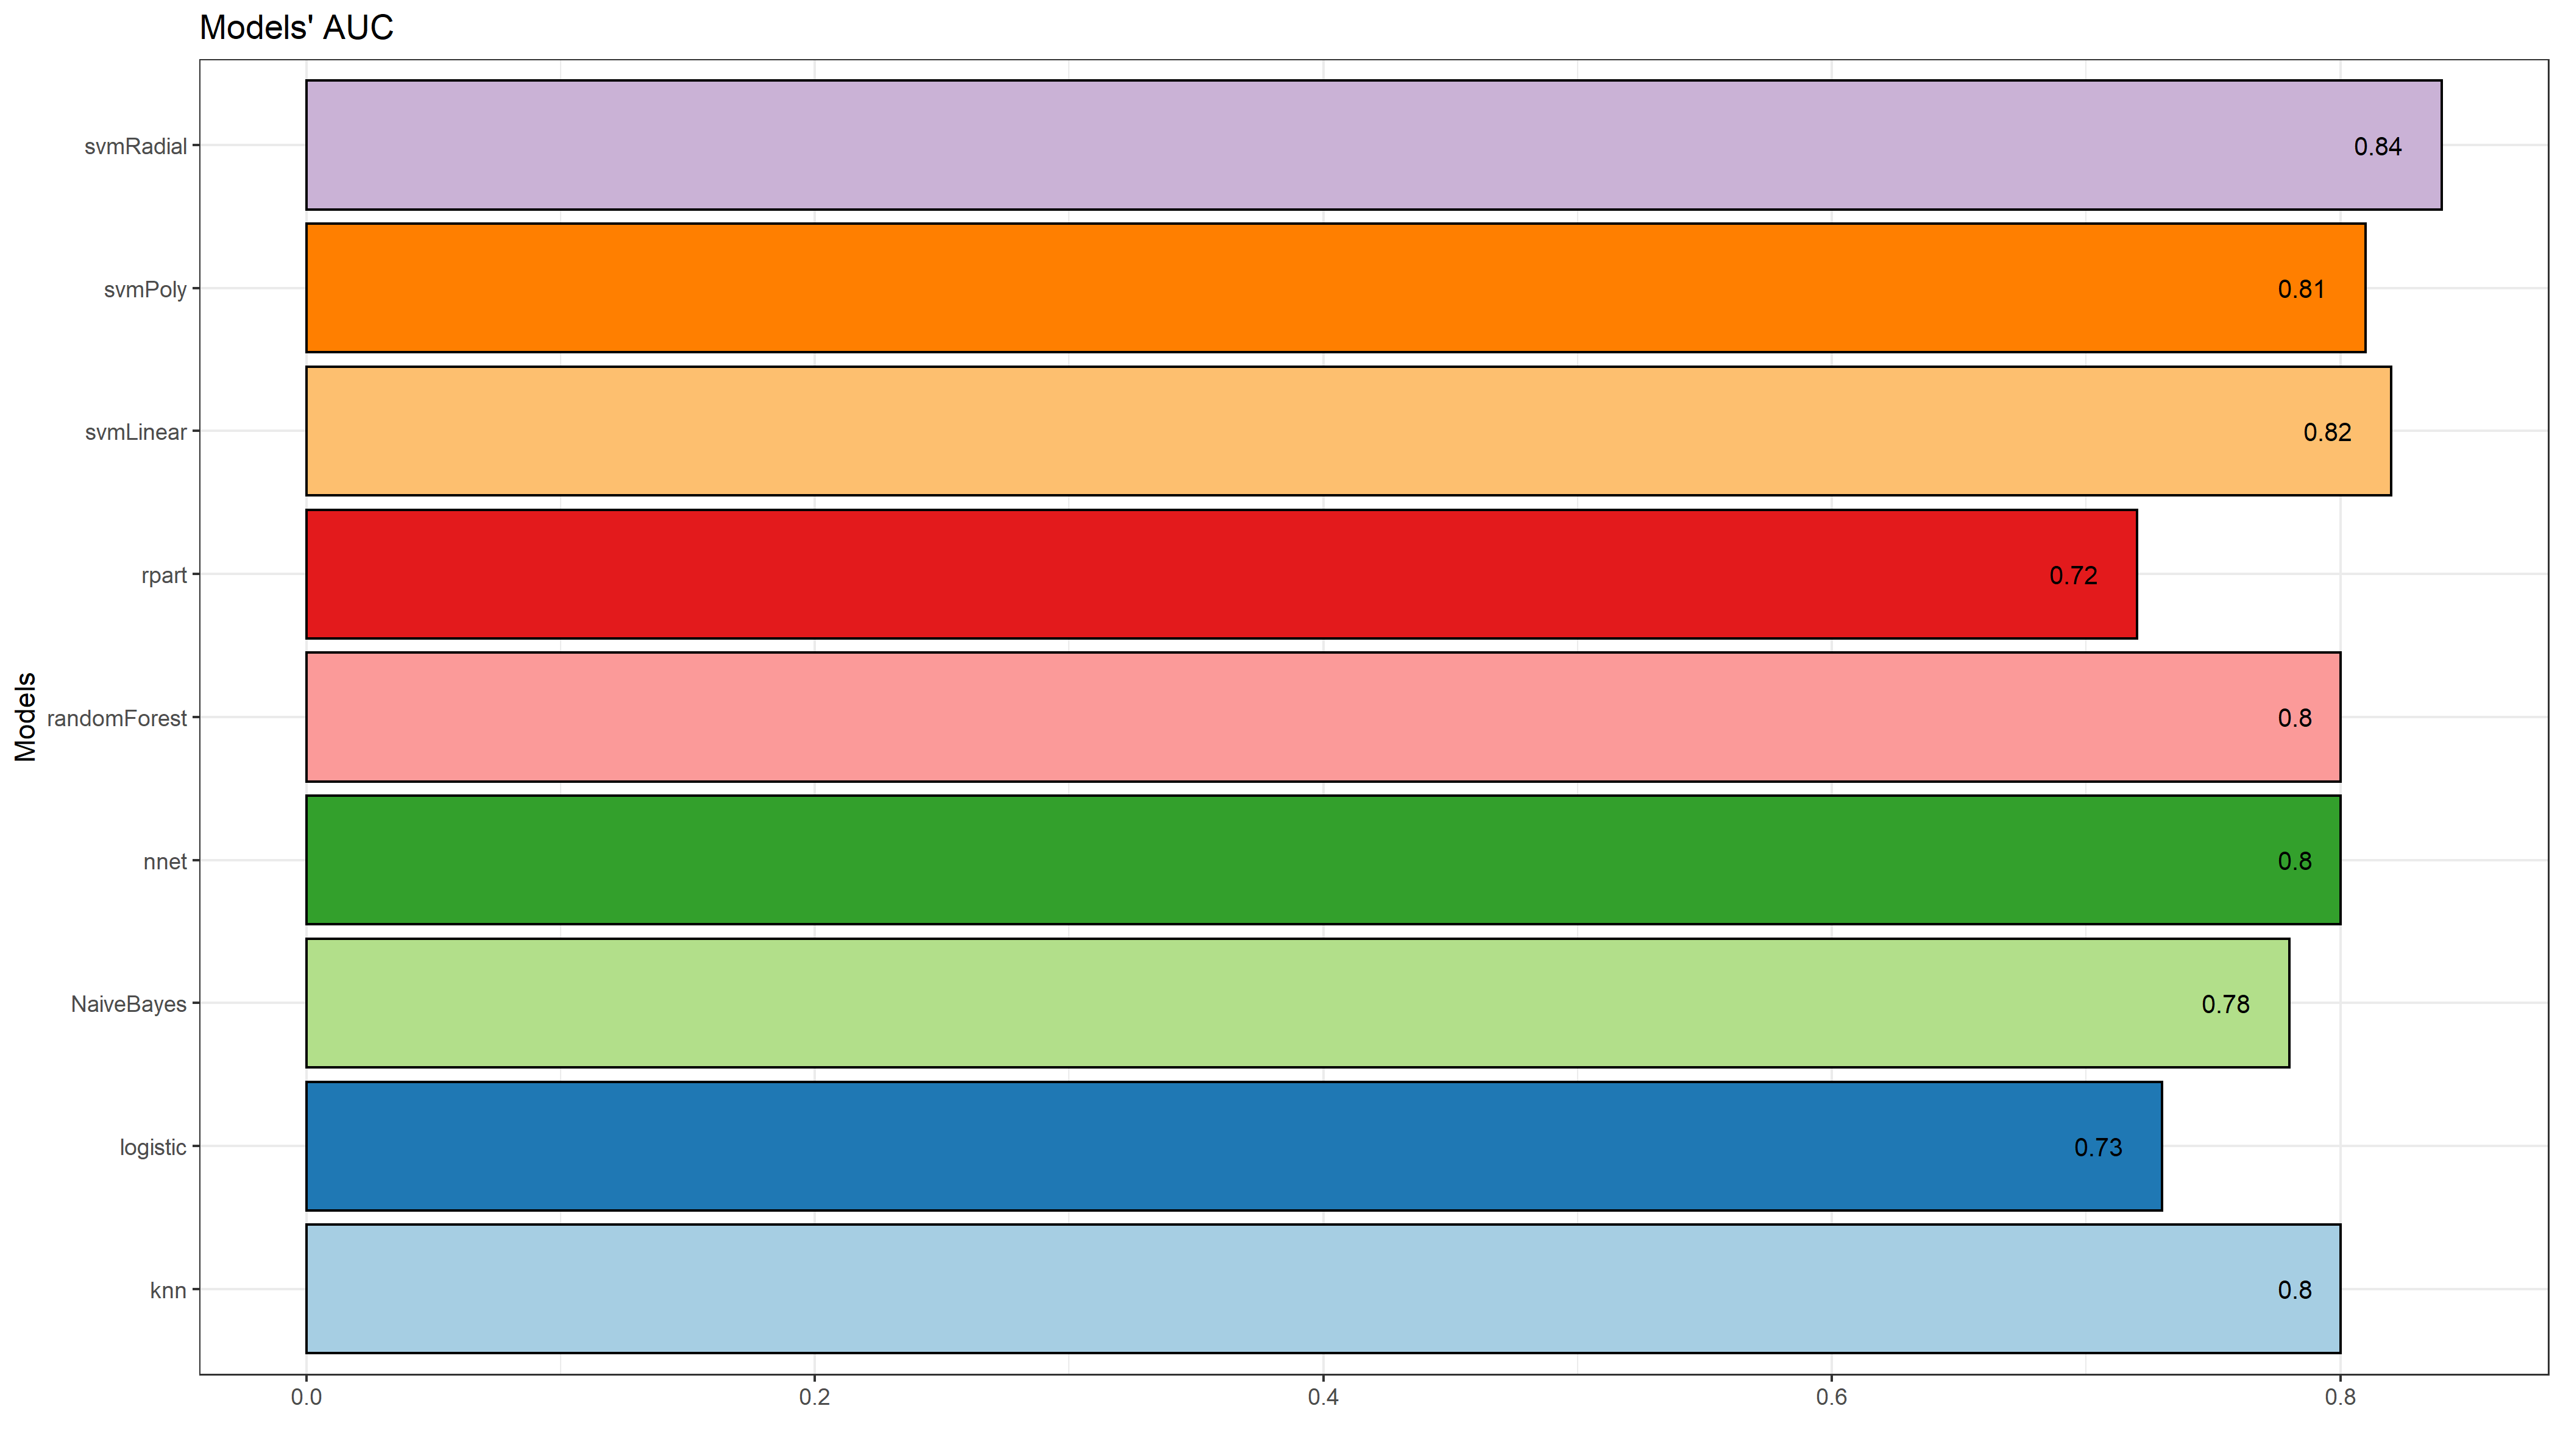 Models' AUC
svmRadial
0.84
svmPoly
0.81
svmLinear
0.82
rpart
0.72
Models
randomForest
0.8
nnet
0.8
NaiveBayes
0.78
logistic
0.73
knn
0.8
0.0
0.2
0.4
0.6
0.8